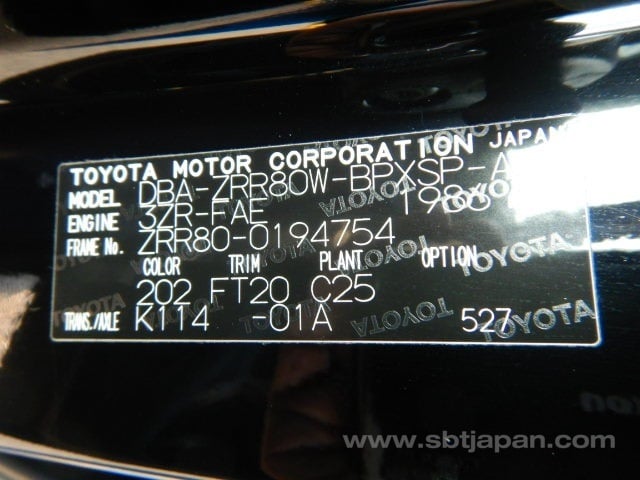 TOYOTA MOTOR CORPORATION JAPAN
MODEL DBA-ZRR80W-BPXSP-A
ENGINE 3ZR-FAE 1986
FRAME No. ZRR80-0194754
COLOR TRIM PLANT OPTION
202 FT20 C25
TRANS./AXLE K114 -01A 527
www.sbtjapan.com